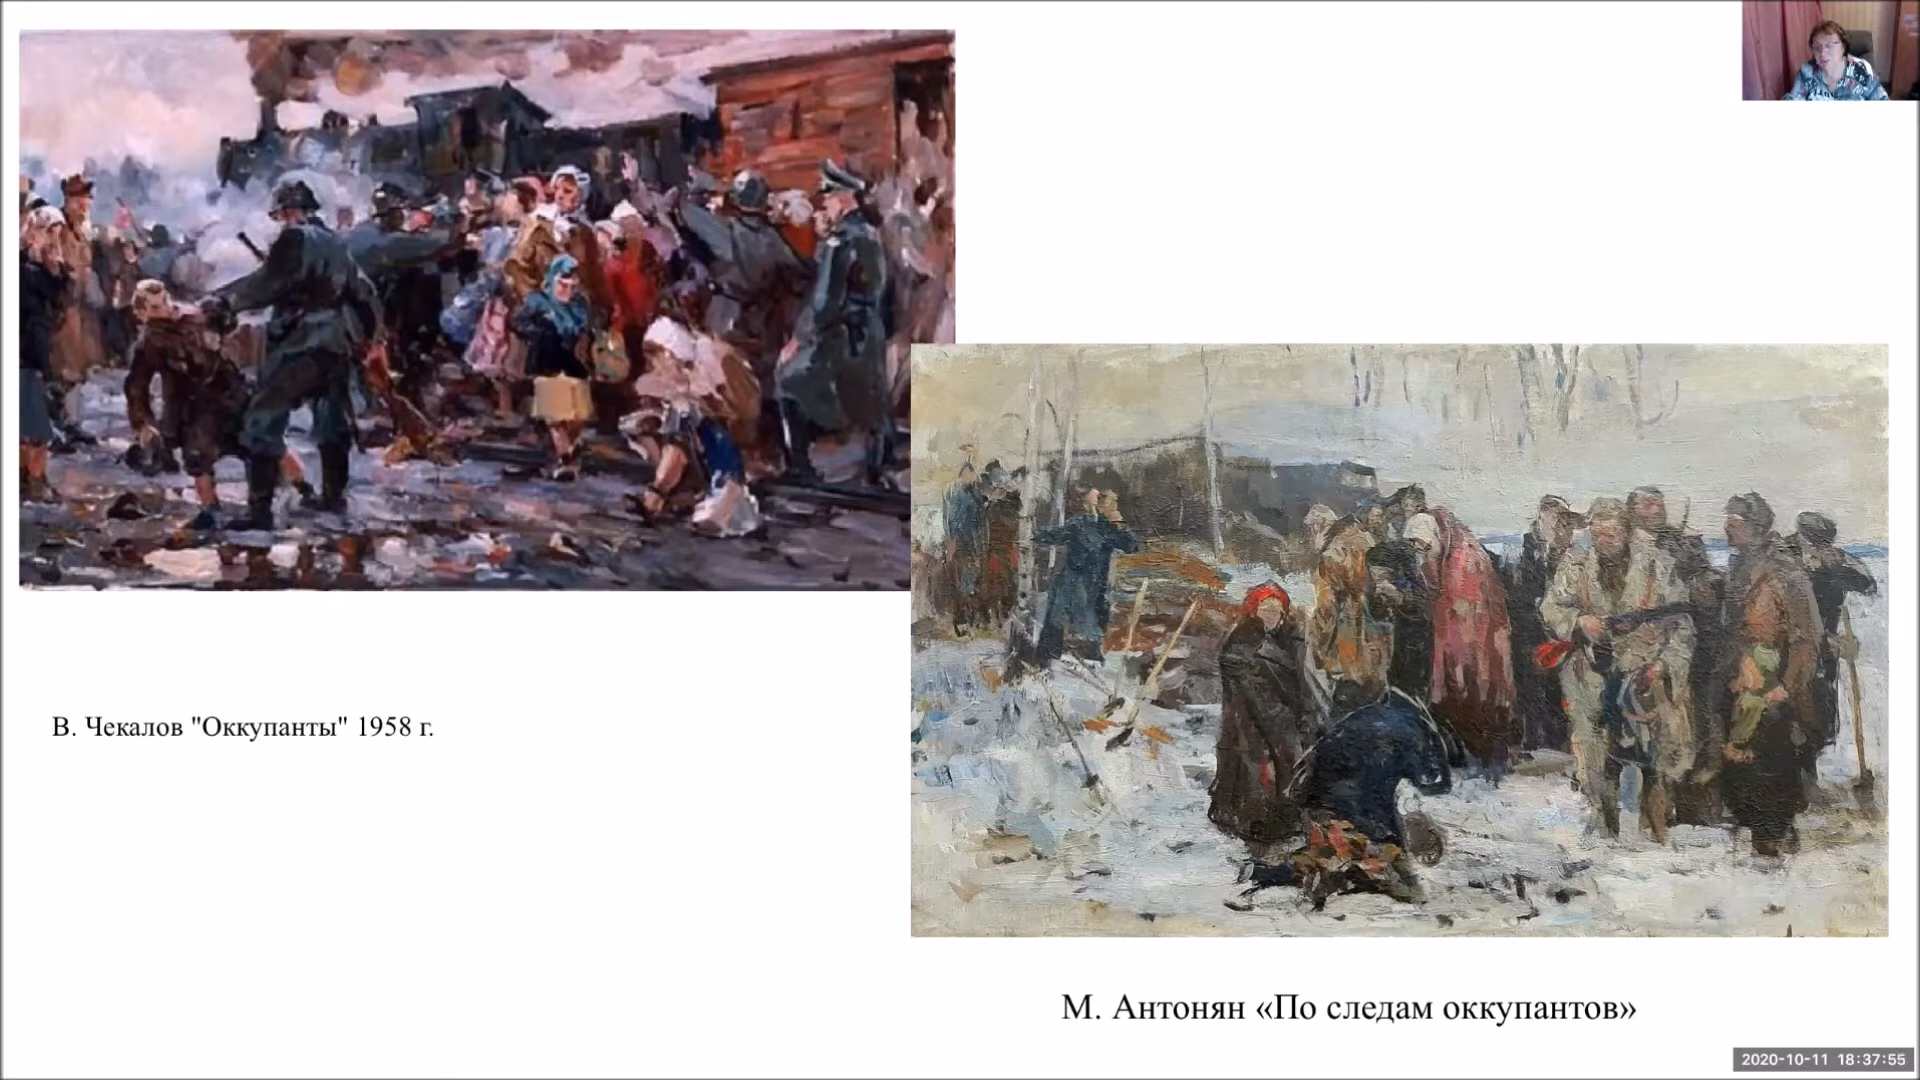 В. Чекалов "Оккупанты" 1958 г.
М. Антонян «По следам оккупантов»
2020-10-11 18:37:55